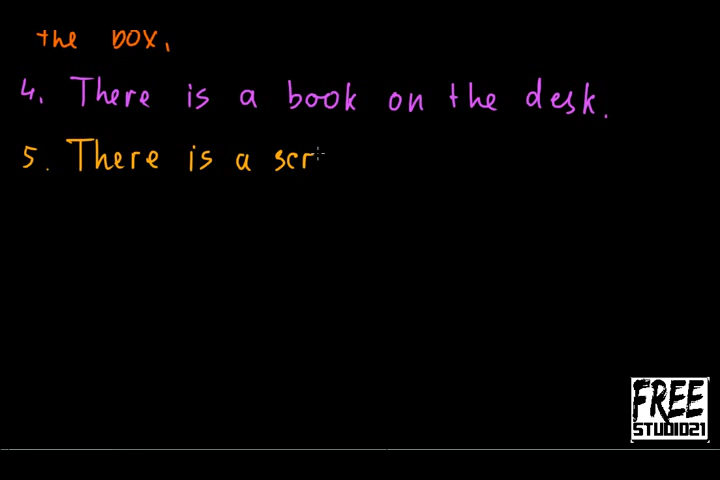 the box.
4. There is a book on the desk.
5. There is a scr
FREE
STUDIO21